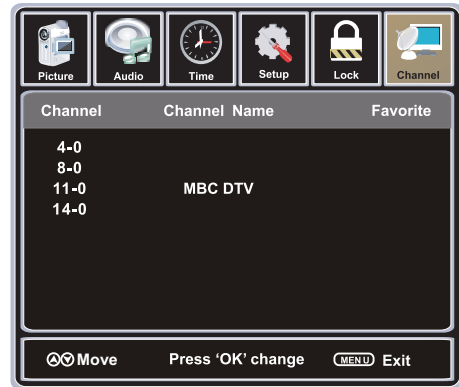 Picture Audio Time Setup Lock Channel
Channel Channel Name Favorite
4-0
8-0
11-0 MBC DTV
14-0
Move Press ‘OK’ change MENU Exit